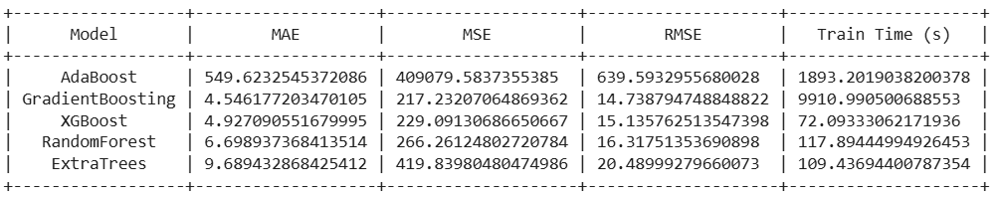 +------------------+-------------------+-------------------+-------------------+--------------------+
| Model | MAE | MSE | RMSE | Train Time (s) |
+------------------+-------------------+-------------------+-------------------+--------------------+
| AdaBoost | 549.6232545372086 | 409079.5837355385 | 639.5932955680028 | 1893.2019038200378 |
| GradientBoosting | 4.546177203470105 | 217.23207064869362 | 14.738794748848822 | 9910.990500688553 |
| XGBoost | 4.927090551679995 | 229.09130686650667 | 15.135762513547398 | 72.09333062171936 |
| RandomForest | 6.698937368413514 | 266.26124802720784 | 16.31751353690898 | 117.89444994926453 |
| ExtraTrees | 9.689432868425412 | 419.83980480474986 | 20.48999279660073 | 109.43694400787354 |
+------------------+-------------------+-------------------+-------------------+--------------------+